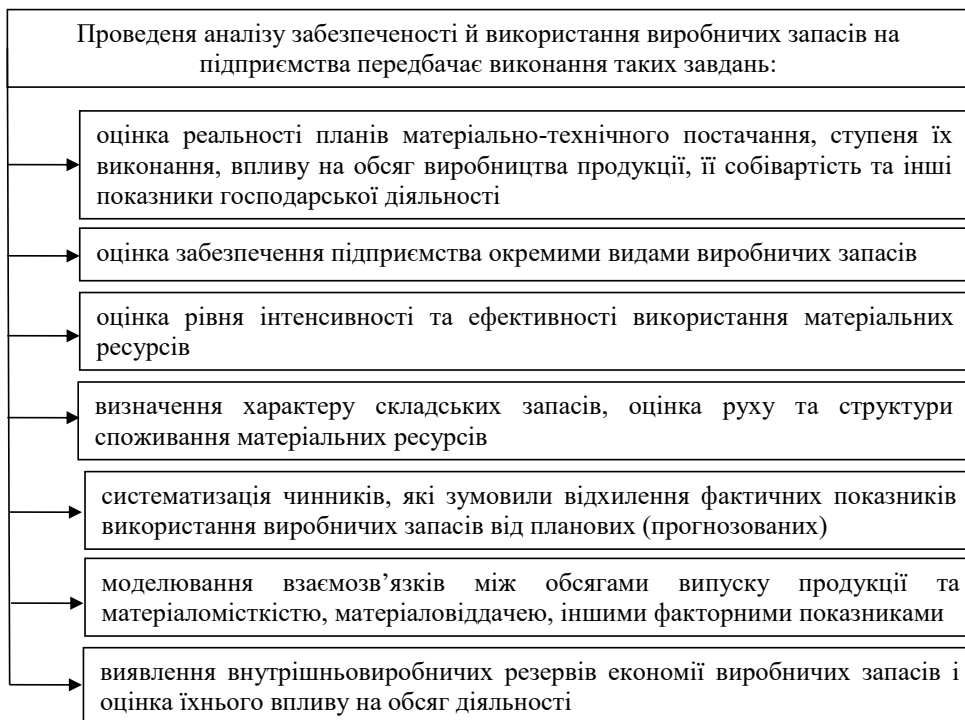 Проведеня аналізу забезпеченості й використання виробничих запасів на
підприємства передбачає виконання таких завдань:
оцінка реальності планів матеріально-технічного постачання, ступеня їх
виконання, впливу на обсяг виробництва продукції, її собівартість та інші
показники господарської діяльності
оцінка забезпечення підприємства окремими видами виробничих запасів
оцінка рівня інтенсивності та ефективності використання матеріальних
ресурсів
визначення характеру складських запасів, оцінка руху та структури
споживання матеріальних ресурсів
систематизація чинників, які зумовили відхилення фактичних показників
використання виробничих запасів від планових (прогнозованих)
моделювання взаємозв’язків між обсягами випуску продукції та
матеріаломісткістю, матеріаловіддачею, іншими факторними показниками
виявлення внутрішньовиробничих резервів економії виробничих запасів і
оцінка їхнього впливу на обсяг діяльності